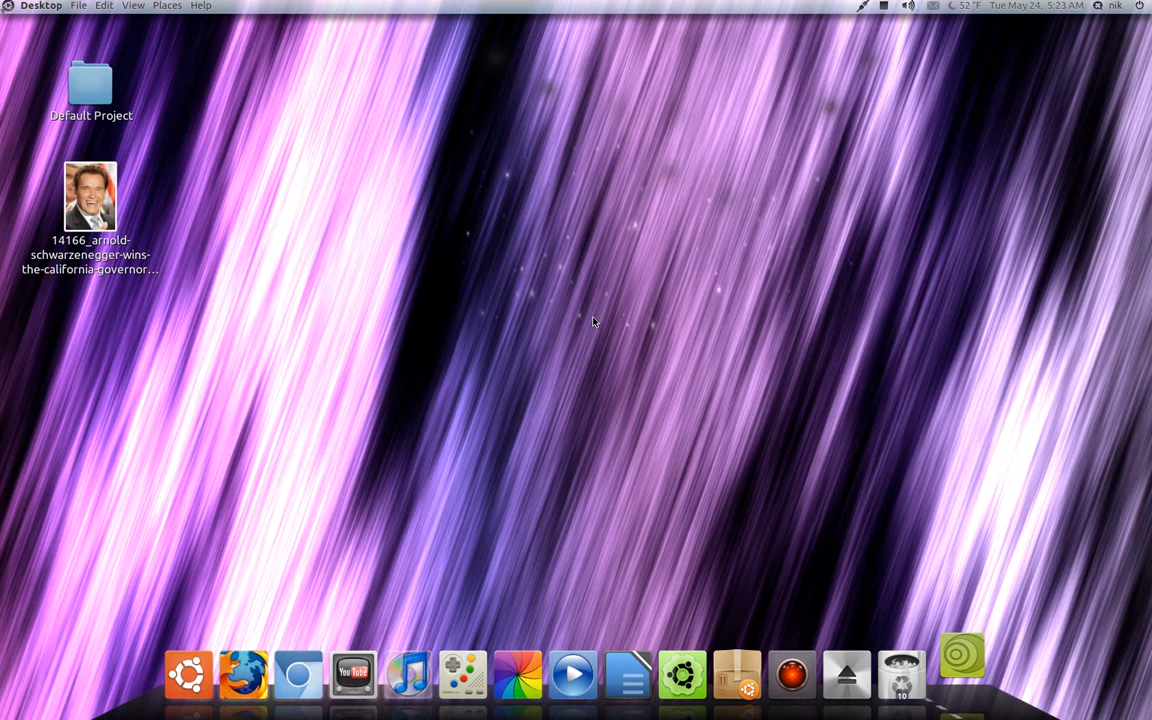 Desktop File Edit View Places Help 52 °F Tue May 24, 5:23 AM nik
Default Project
14166_arnold-
schwarzenegger-wins-
the-california-governor...
You Tube
10